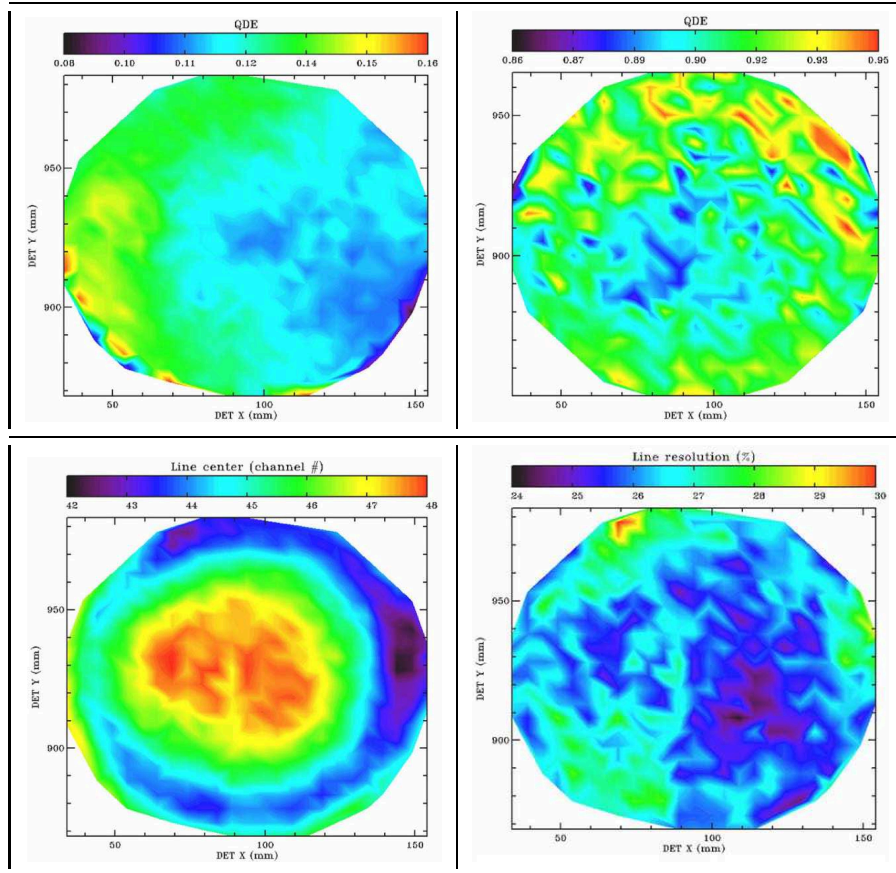 QDE
0.08 0.10 0.11 0.12 0.14 0.15 0.16
950
900
DET Y (mm)
50 100 150
DET X (mm)
QDE
0.86 0.87 0.89 0.90 0.92 0.93 0.95
950
900
DET Y (mm)
50 100 150
DET X (mm)
Line center (channel #)
42 43 44 45 46 47 48
950
900
DET Y (mm)
50 100 150
DET X (mm)
Line resolution (%)
24 25 26 27 28 29 30
950
900
DET Y (mm)
50 100 150
DET X (mm)